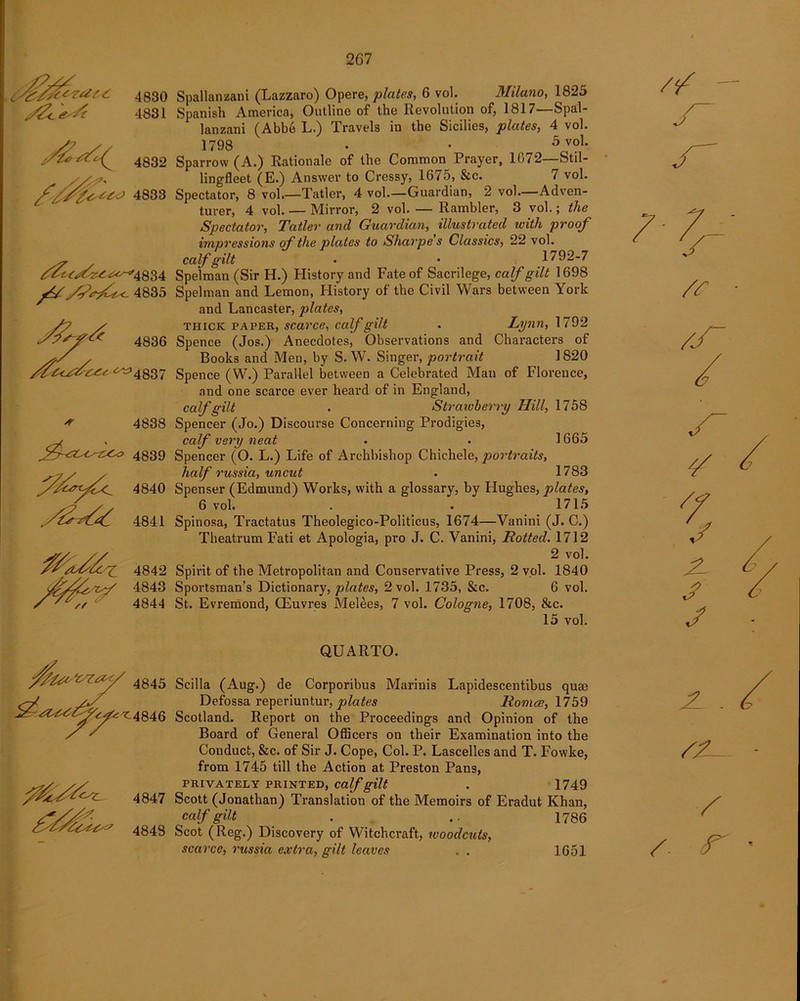 267
4830 Spallanzani (Lazzaro) Opere, plates, 6 vol. Milano, 1825
4831 Spanish America, Outline of the Revolution of, 1817—Spal-
lanzani (Abbé L.) Travels in the Sicilies, plates, 4 vol.
1798 . . 5 vol.
4832 Sparrow (A.) Rationale of the Common Prayer, 1672—Stil-
lingfleet (E.) Answer to Cressy, 1675, &c. 7 vol.
4833 Spectator, 8 vol.—Tatler, 4 vol.—Guardian, 2 vol.—Adven-
turer, 4 vol. — Mirror, 2 vol. — Rambler, 3 vol.; the
Spectator, Tatler and Guardian, illustrated with proof
impressions of the plates to Sharpe's Classics, 22 vol.
calf gilt . . 1792-7
4834 Spelman (Sir H.) History and Fate of Sacrilege, calf gilt 1698
4835 Spelman and Lemon, History of the Civil Wars between York
and Lancaster, plates,
THICK PAPER, scarce, calf gilt . Lynn, 1792
4836 Spence (Jos.) Anecdotes, Observations and Characters of
Books and Men, by S. W. Singer, portrait 1820
4837 Spence (W.) Parallel between a Celebrated Man of Florence,
and one scarce ever heard of in England,
calf gilt . Strawberry Hill, 1758
4838 Spencer (Jo.) Discourse Concerning Prodigies,
calf very neat . . 1665
4839 Spencer (O. L.) Life of Archbishop Chichele, portraits,
half russia, uncut . 1783
4840 Spenser (Edmund) Works, with a glossary, by Hughes, plates,
6 vol. . . 1715
4841 Spinosa, Tractatus Theolegico-Politicus, 1674—Vanini (J. C.)
Theatrum Fati et Apologia, pro J. C. Vanini, Rotted. 1712
2 vol.
4842 Spirit of the Metropolitan and Conservative Press, 2 vol. 1840
4843 Sportsman's Dictionary, plates, 2 vol. 1735, &c. 6 vol.
4844 St. Evremond, Œuvres Melèes, 7 vol. Cologne, 1708, &c.
15 vol.
QUARTO.
4845 Scilla (Aug.) de Corporibus Marinis Lapidescentibus quæ
Defossa reperiuntur, plates Romæ, 1759
4846 Scotland. Report on the Proceedings and Opinion of the
Board of General Officers on their Examination into the
Conduct, &c. of Sir J. Cope, Col. P. Lascelles and T. Fowke,
from 1745 till the Action at Preston Pans,
PRIVATELY PRINTED, calf gilt . 1749
4847 Scott (Jonathan) Translation of the Memoirs of Eradut Khan,
calf gilt . . . 1786
4848 Scot (Reg.) Discovery of Witchcraft, woodcuts,
scarce, russia extra, gilt leaves . . 1651